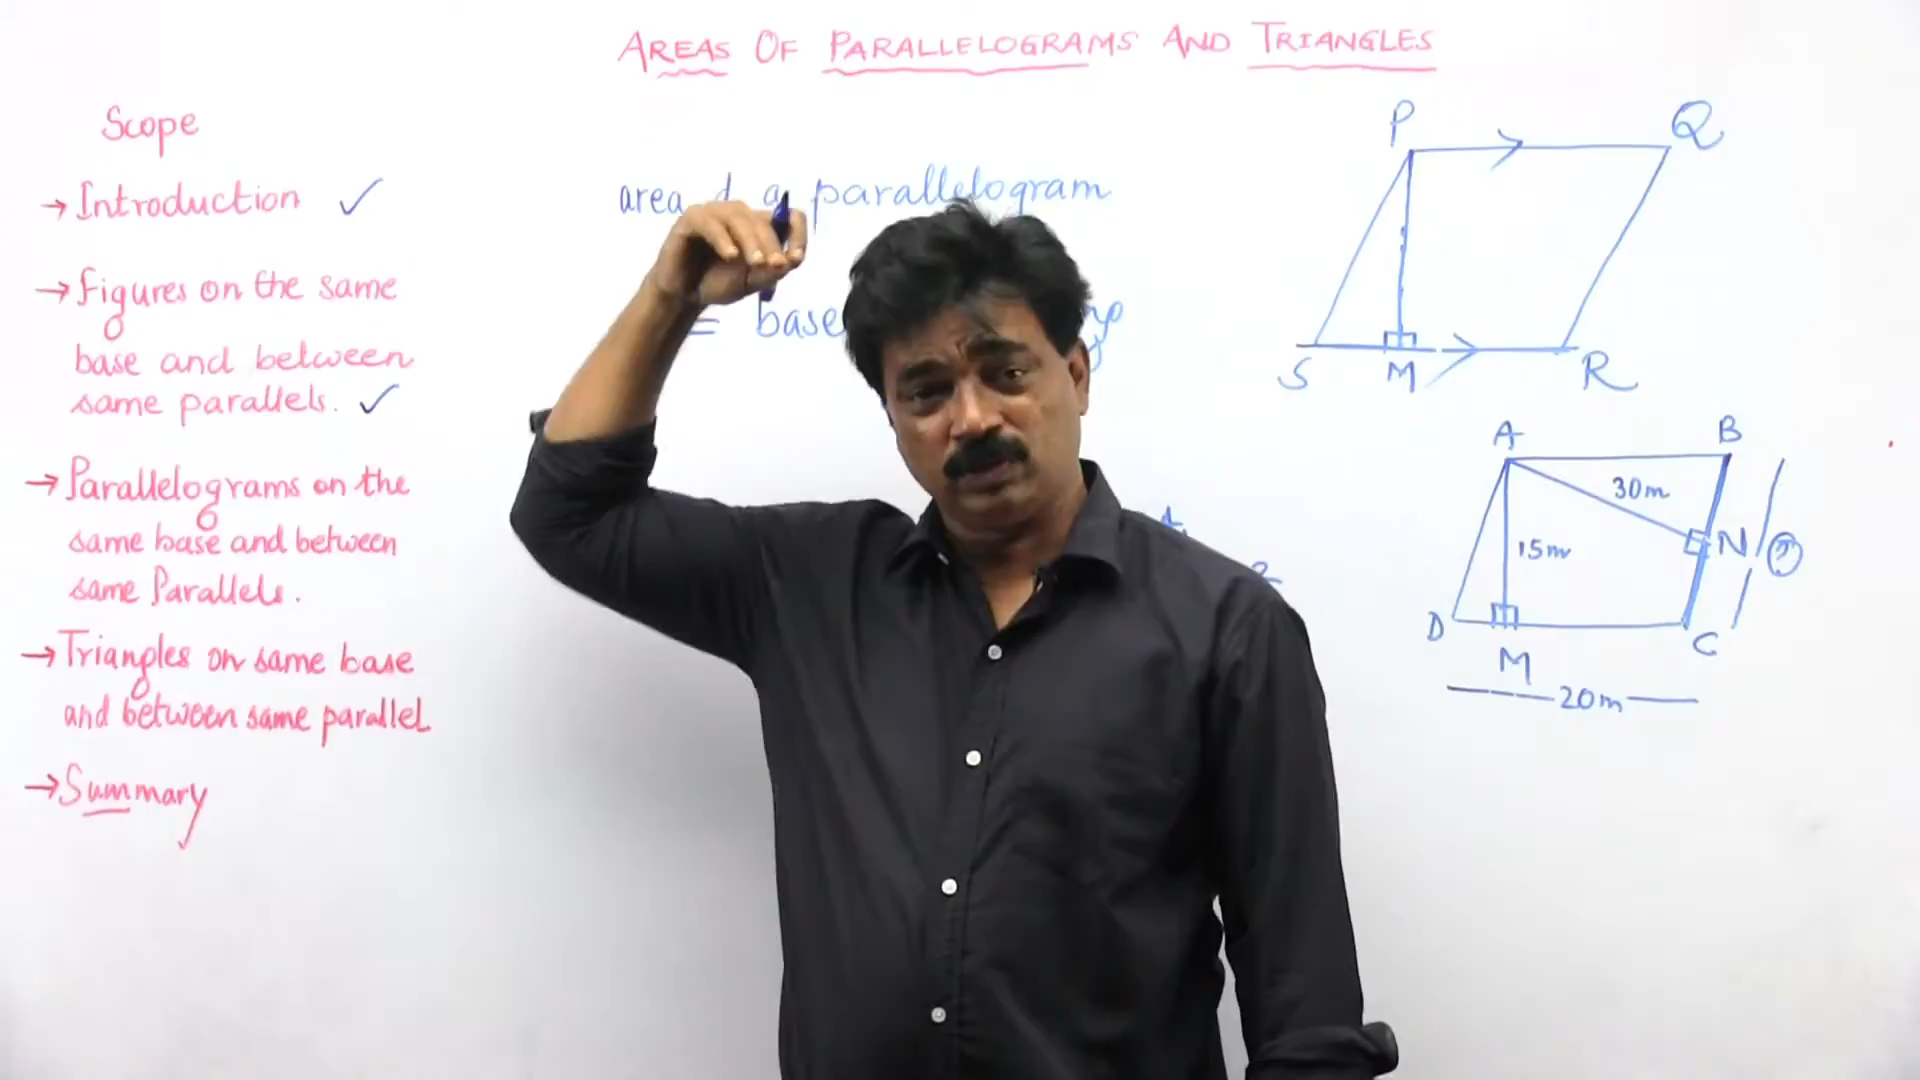 AREAS OF PARALLELOGRAMS AND TRIANGLES
Scope
→ Introduction ✓
→ Figures on the same
base and between
same parallels. ✓
→ Parallelograms on the
same base and between
same Parallels.
→ Triangles on same base
and between same parallel
→ Summary
area a parallelogram
= base
P
Q
S
M
R
A
B
30m
15m
N
?
D
M
C
20m